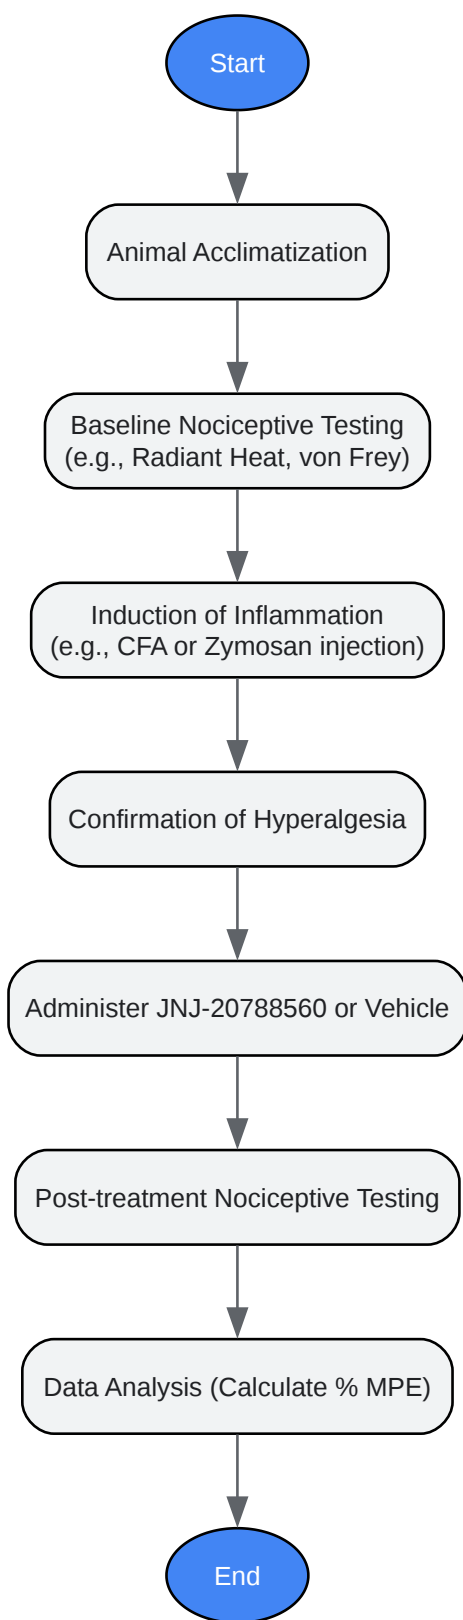 Start
Animal Acclimatization
Baseline Nociceptive Testing
(e.g., Radiant Heat, von Frey)
Induction of Inflammation
(e.g., CFA or Zymosan injection)
Confirmation of Hyperalgesia
Administer JNJ-20788560 or Vehicle
Post-treatment Nociceptive Testing
Data Analysis (Calculate % MPE)
End